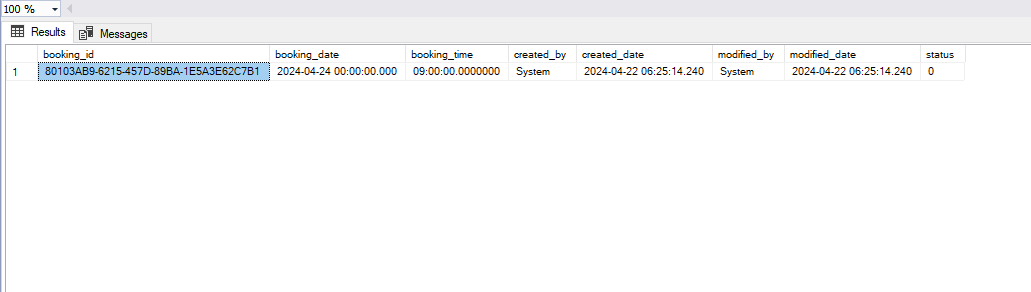 100 %
Results Messages
booking_id booking_date booking_time created_by created_date modified_by modified_date status
1 80103AB9-6215-457D-89BA-1E5A3E62C7B1 2024-04-24 00:00:00.000 09:00:00.0000000 System 2024-04-22 06:25:14.240 System 2024-04-22 06:25:14.240 0